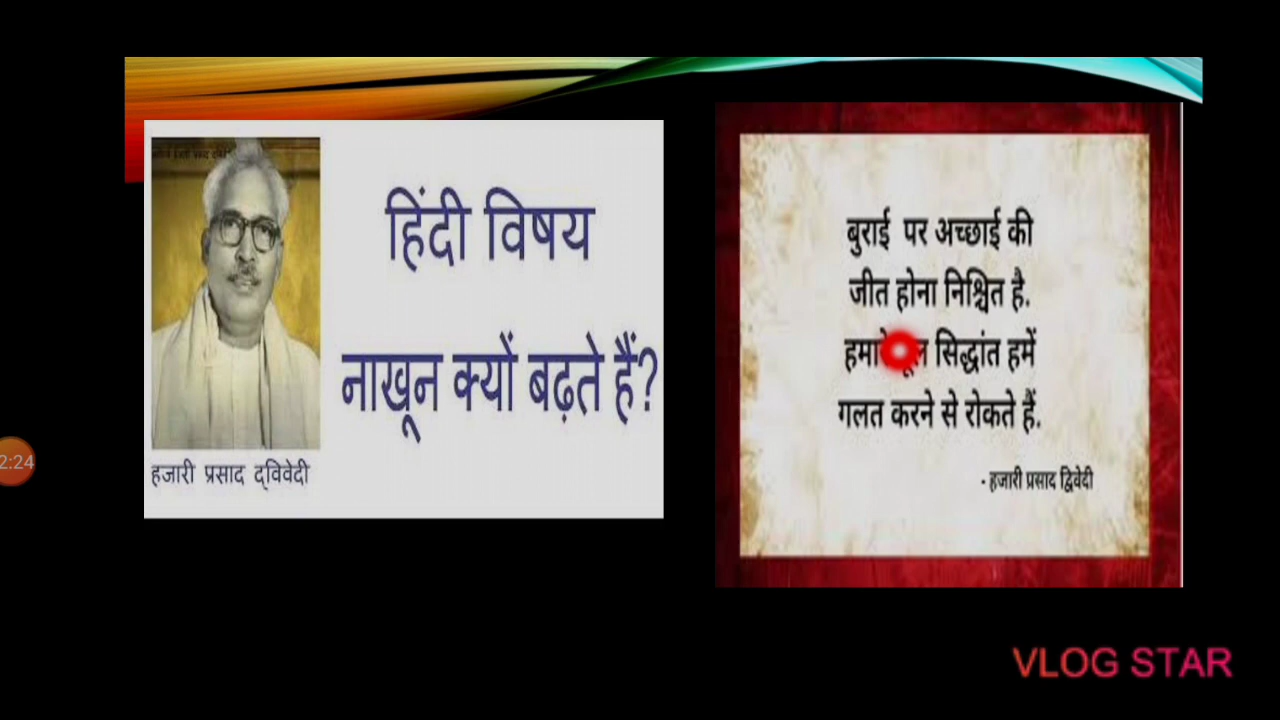 हिंदी विषय
नाखून क्यों बढ़ते हैं?
हजारी प्रसाद द्‌विवेदी
बुराई पर अच्छाई की
जीत होना निश्चित है.
सिद्धांत हमें
गलत करने से रोकते हैं.
- हजारी प्रसाद द्विवेदी
2:24
VLOG STAR